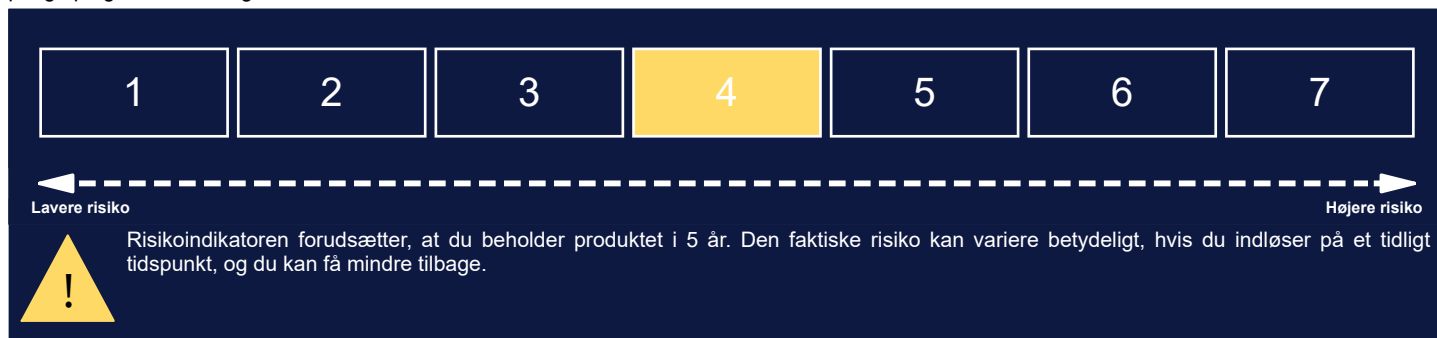 1 2 3 4 5 6 7
Lavere risiko Højere risiko
Risikoindikatoren forudsætter, at du beholder produktet i 5 år. Den faktiske risiko kan variere betydeligt, hvis du indløser på et tidligt
tidspunkt, og du kan få mindre tilbage.
!